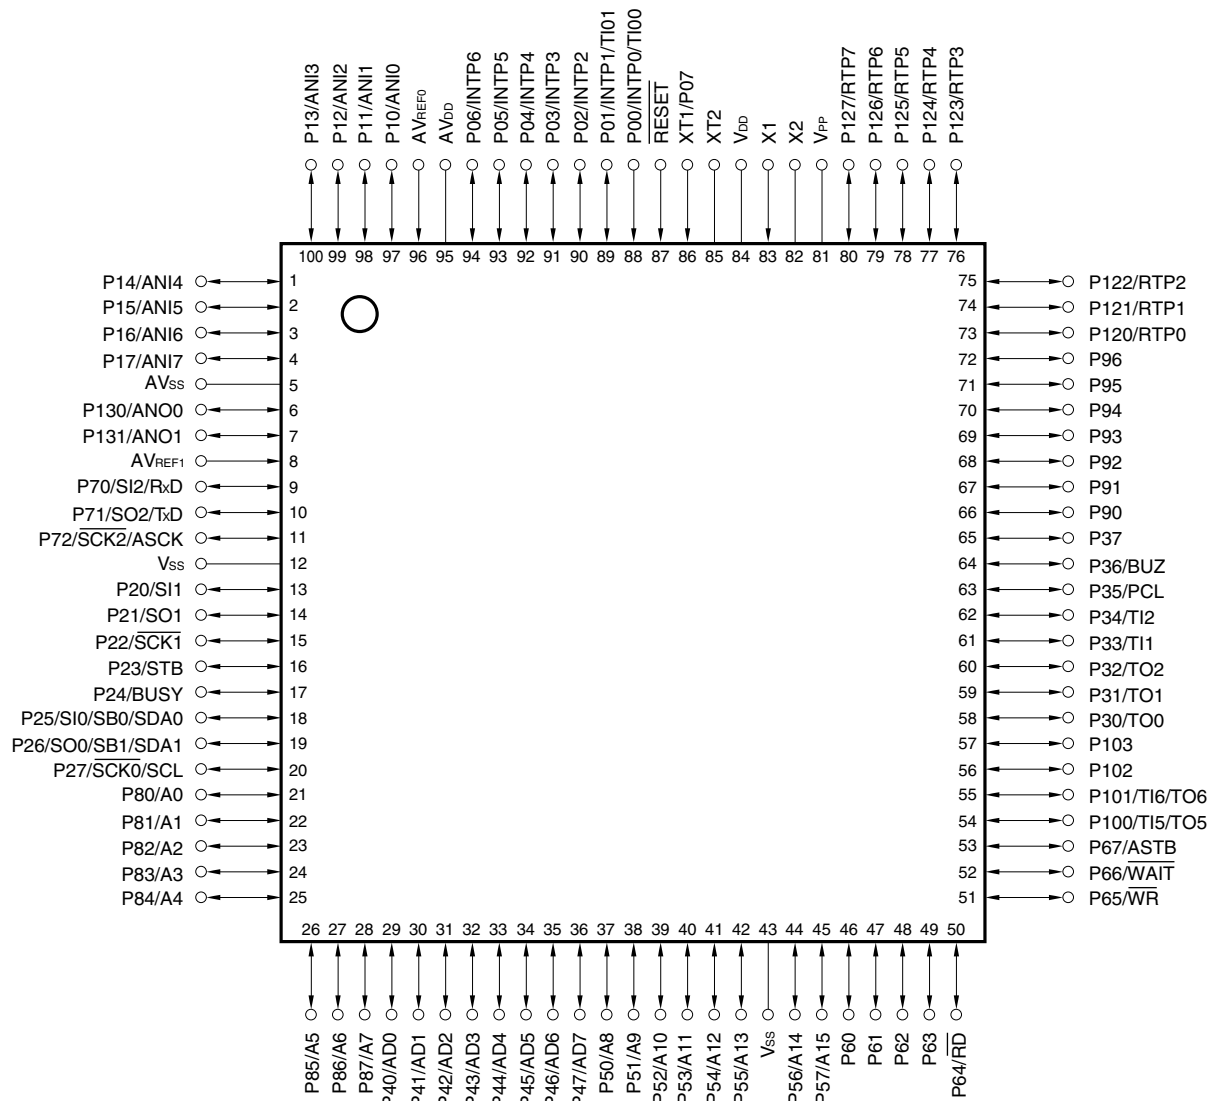 P13/ANI3
P12/ANI2
P11/ANI1
P10/ANI0
AVREF0
AVDD
P06/INTP6
P05/INTP5
P04/INTP4
P03/INTP3
P02/INTP2
P01/INTP1/TI01
P00/INTP0/TI00
RESET
XT1/P07
XT2
VDD
X1
X2
VPP
P127/RTP7
P126/RTP6
P125/RTP5
P124/RTP4
P123/RTP3
100 99 98 97 96 95 94 93 92 91 90 89 88 87 86 85 84 83 82 81 80 79 78 77 76
P14/ANI4 1 75 P122/RTP2
P15/ANI5 2 74 P121/RTP1
P16/ANI6 3 73 P120/RTP0
P17/ANI7 4 72 P96
AVSS 5 71 P95
P130/ANO0 6 70 P94
P131/ANO1 7 69 P93
AVREF1 8 68 P92
P70/SI2/RxD 9 67 P91
P71/SO2/TxD 10 66 P90
P72/SCK2/ASCK 11 65 P37
VSS 12 64 P36/BUZ
P20/SI1 13 63 P35/PCL
P21/SO1 14 62 P34/TI2
P22/SCK1 15 61 P33/TI1
P23/STB 16 60 P32/TO2
P24/BUSY 17 59 P31/TO1
P25/SI0/SB0/SDA0 18 58 P30/TO0
P26/SO0/SB1/SDA1 19 57 P103
P27/SCK0/SCL 20 56 P102
P80/A0 21 55 P101/TI6/TO6
P81/A1 22 54 P100/TI5/TO5
P82/A2 23 53 P67/ASTB
P83/A3 24 52 P66/WAIT
P84/A4 25 51 P65/WR
26 27 28 29 30 31 32 33 34 35 36 37 38 39 40 41 42 43 44 45 46 47 48 49 50
P85/A5
P86/A6
P87/A7
P40/AD0
P41/AD1
P42/AD2
P43/AD3
P44/AD4
P45/AD5
P46/AD6
P47/AD7
P50/A8
P51/A9
P52/A10
P53/A11
P54/A12
P55/A13
VSS
P56/A14
P57/A15
P60
P61
P62
P63
P64/RD